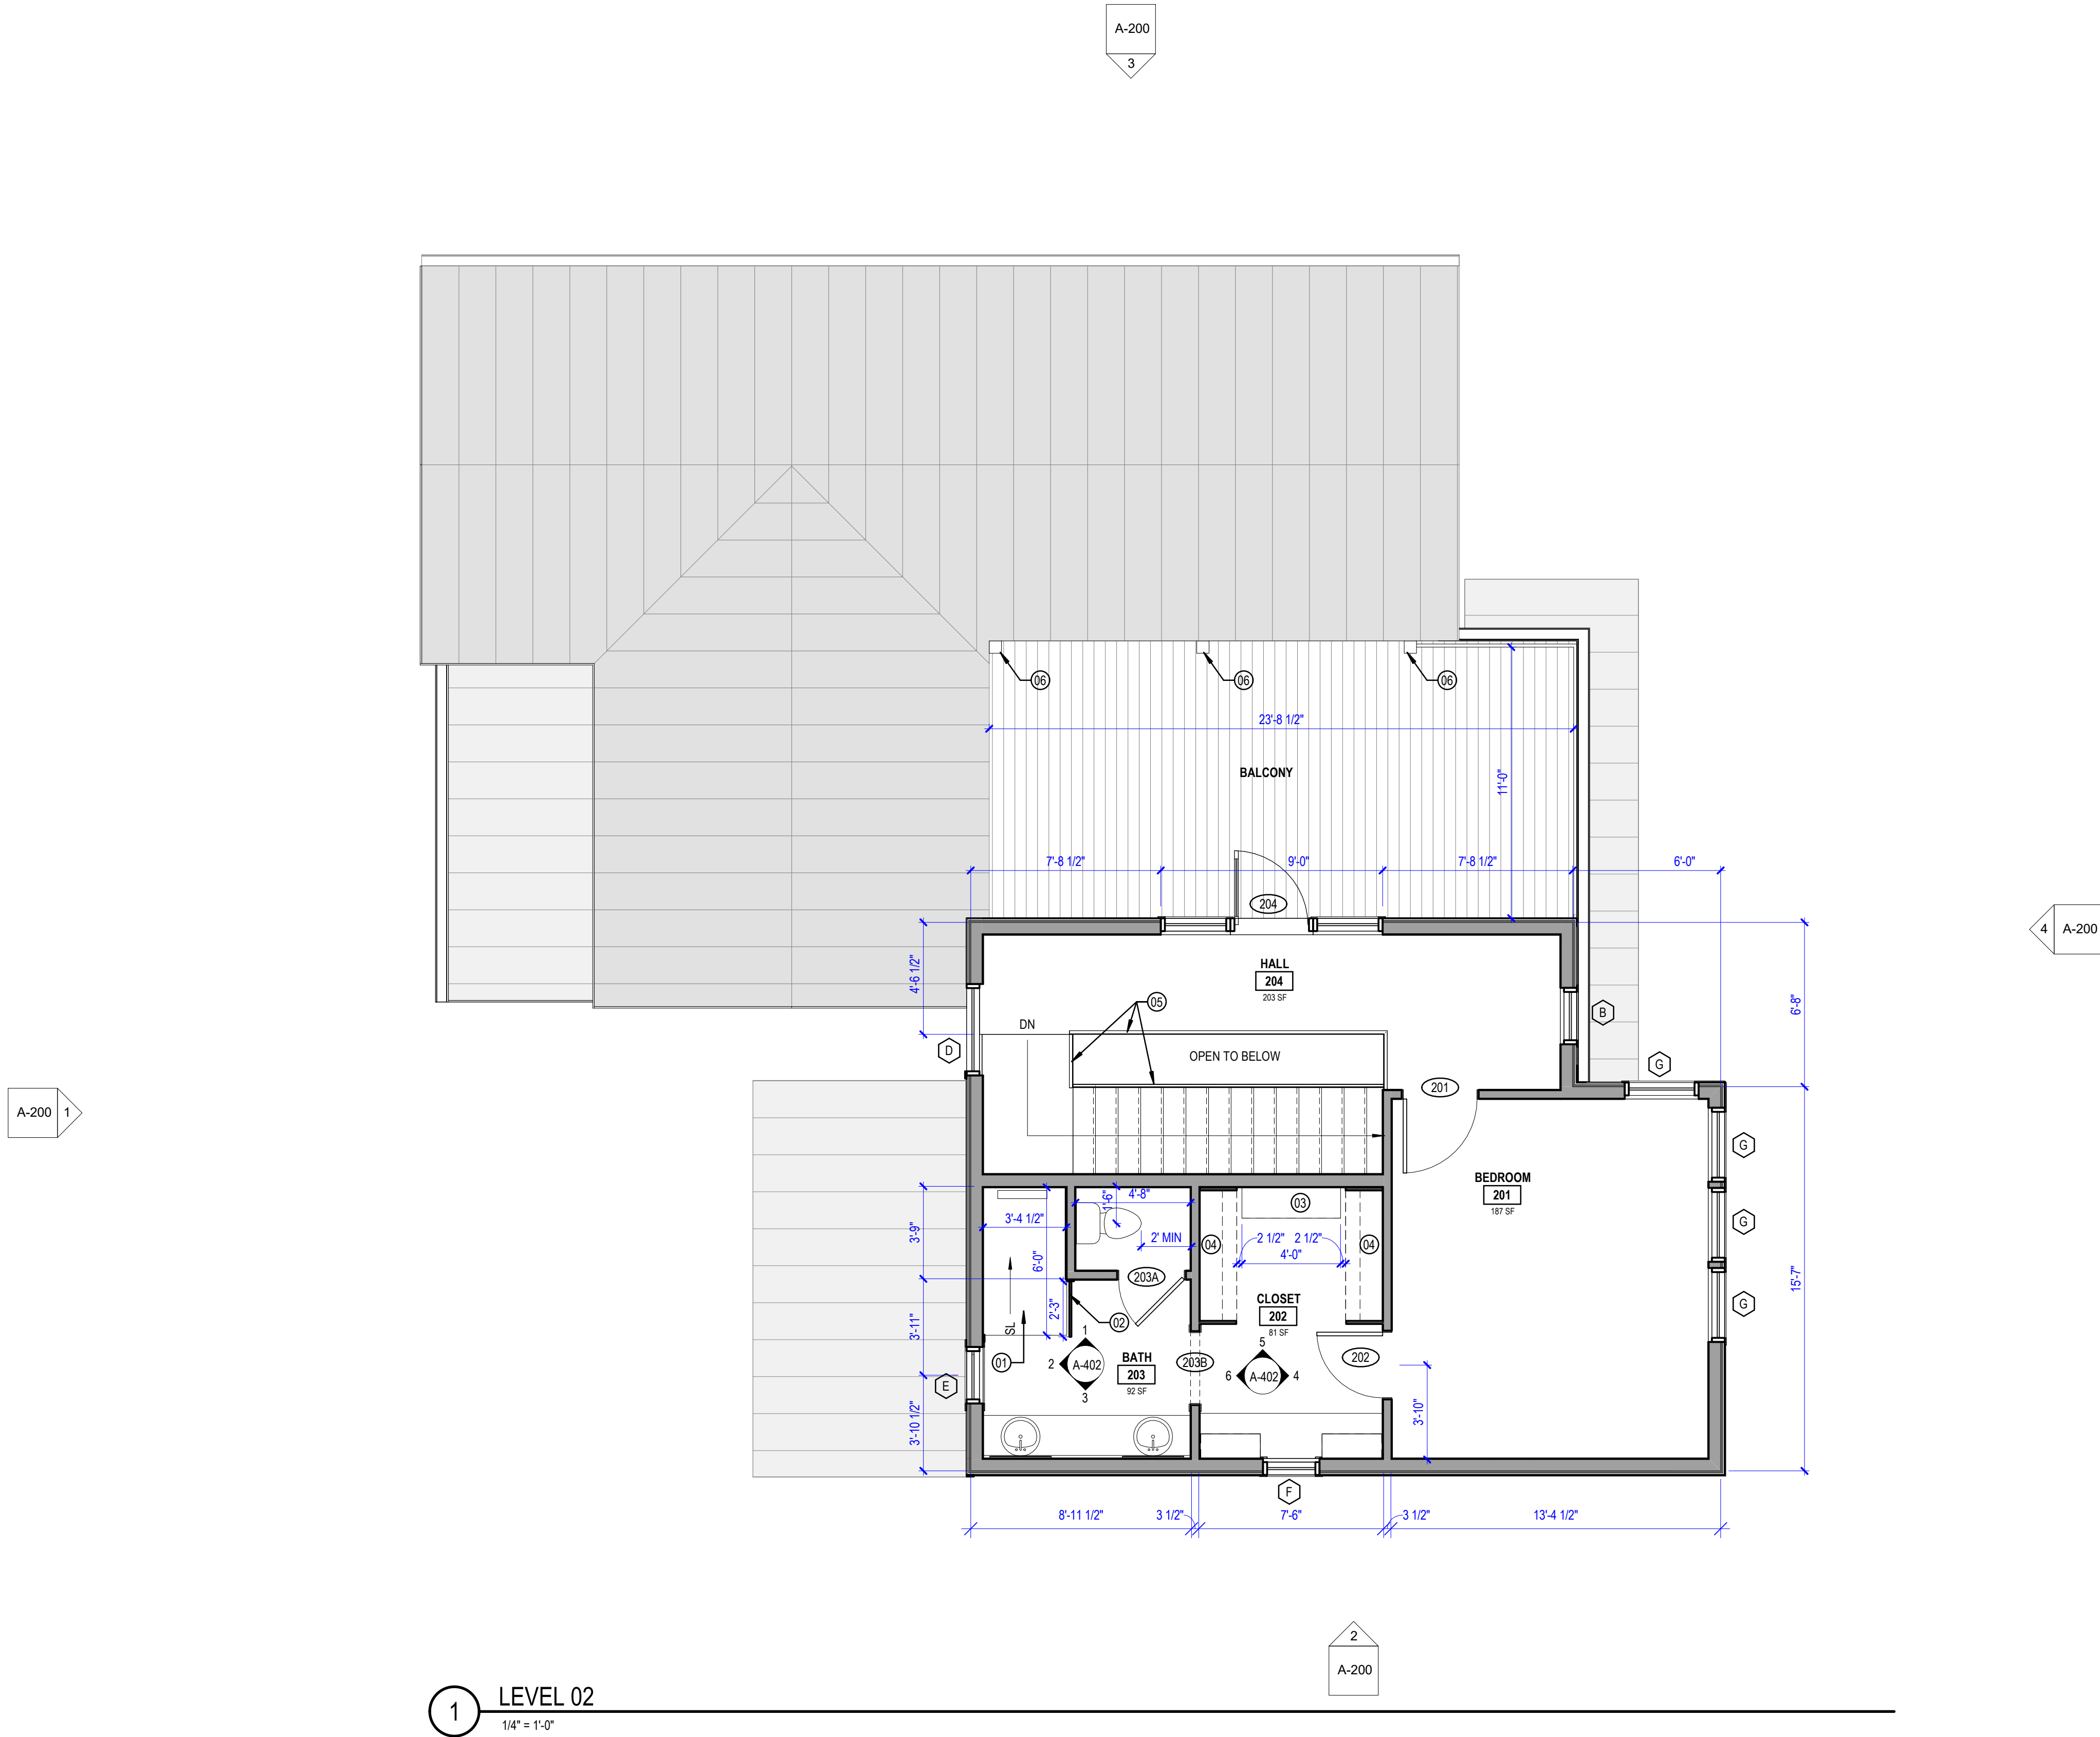 A-200
3
06
06
06
23'-8 1/2"
BALCONY
11'-0"
7'-8 1/2"
9'-0"
7'-8 1/2"
6'-0"
204
4 A-200
HALL
204
203 SF
4'-6 1/2"
6'-8"
05
B
DN
D
OPEN TO BELOW
G
201
A-200 1
G
BEDROOM
201
187 SF
4'-8"
1'-6"
03
3'-4 1/2"
G
3'-9"
2' MIN
04
2 1/2"
2 1/2"
04
4'-0"
6'-0"
203A
15'-7"
CLOSET
202
81 SF
G
2'-3"
02
3'-11"
SL
1
5
01
2
A-402
3
BATH
203
92 SF
203B
202
6
A-402
4
E
3'-10"
3'-10 1/2"
F
8'-11 1/2"
3 1/2"
7'-6"
3 1/2"
13'-4 1/2"
2
A-200
1
LEVEL 02
1/4" = 1'-0"